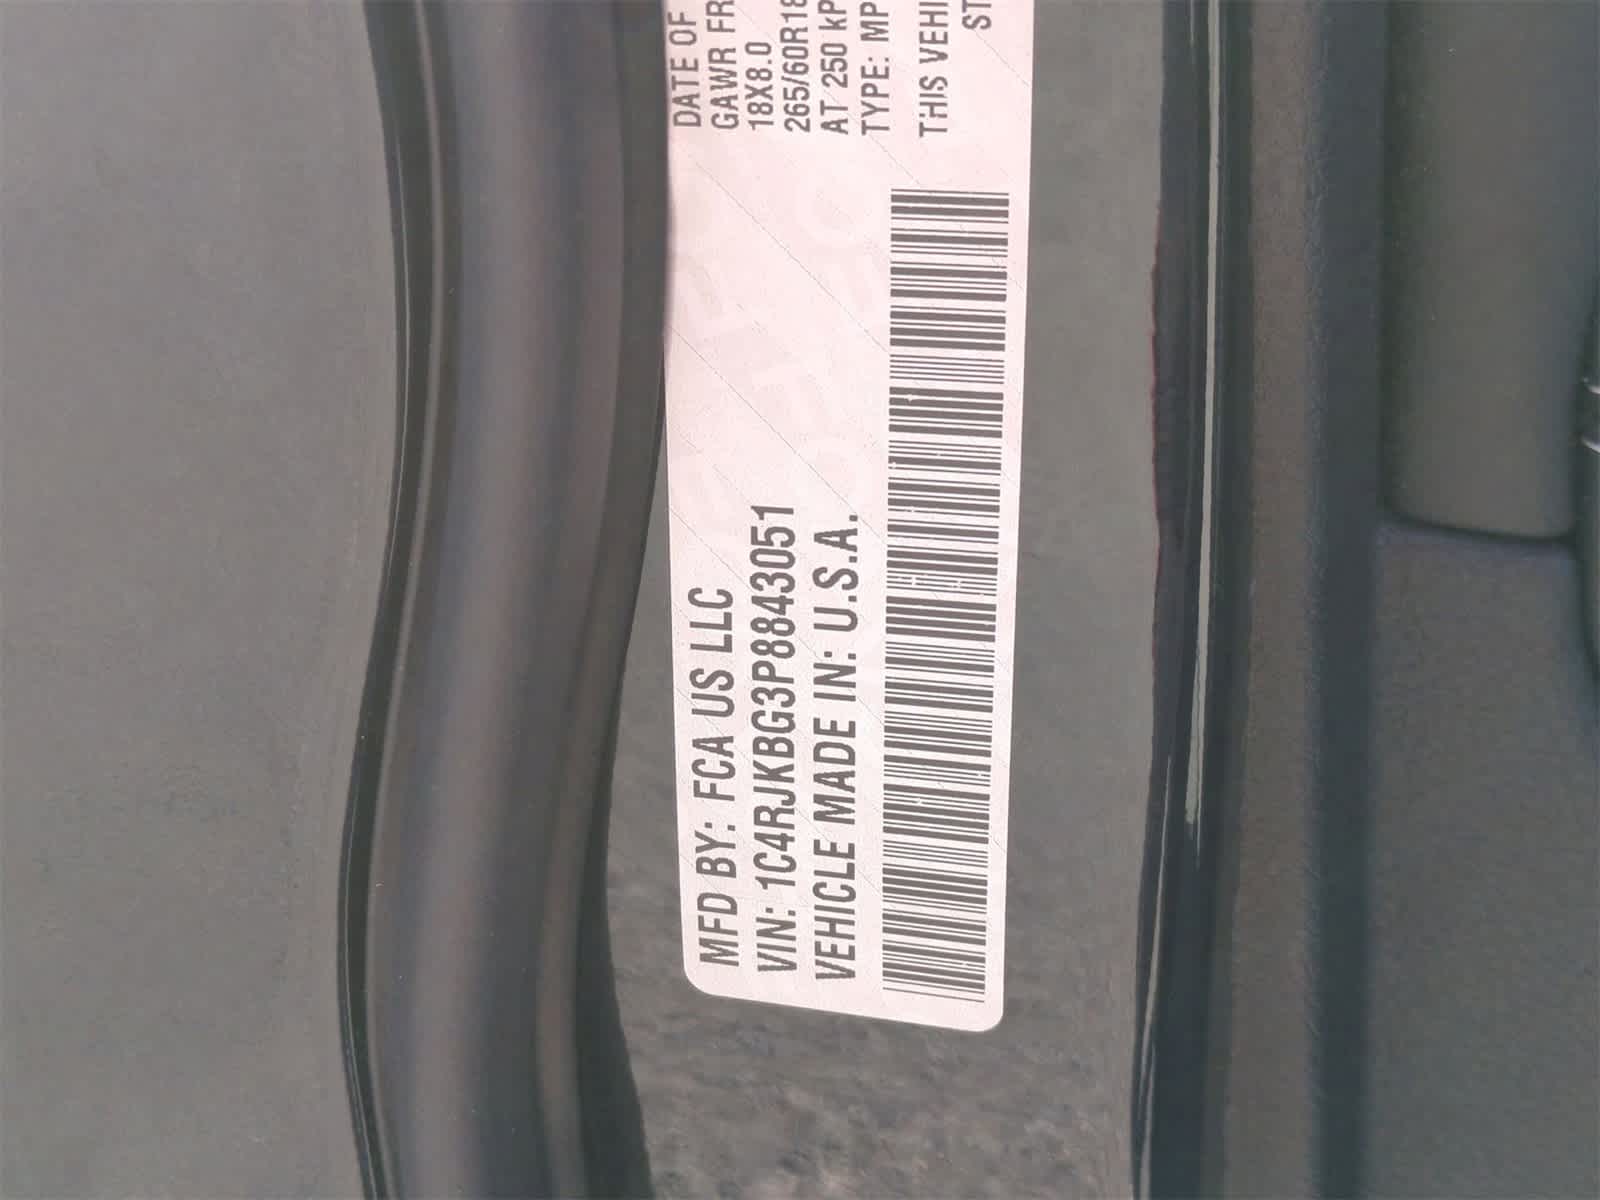 MFD BY: FCA US LLC
VIN: 1C4RJKBG3P8843051
VEHICLE MADE IN: U.S.A.
DATE OF
GAWR FR
18X8.0
265/60R18
AT 250 kP
TYPE: MP
THIS VEHI
ST